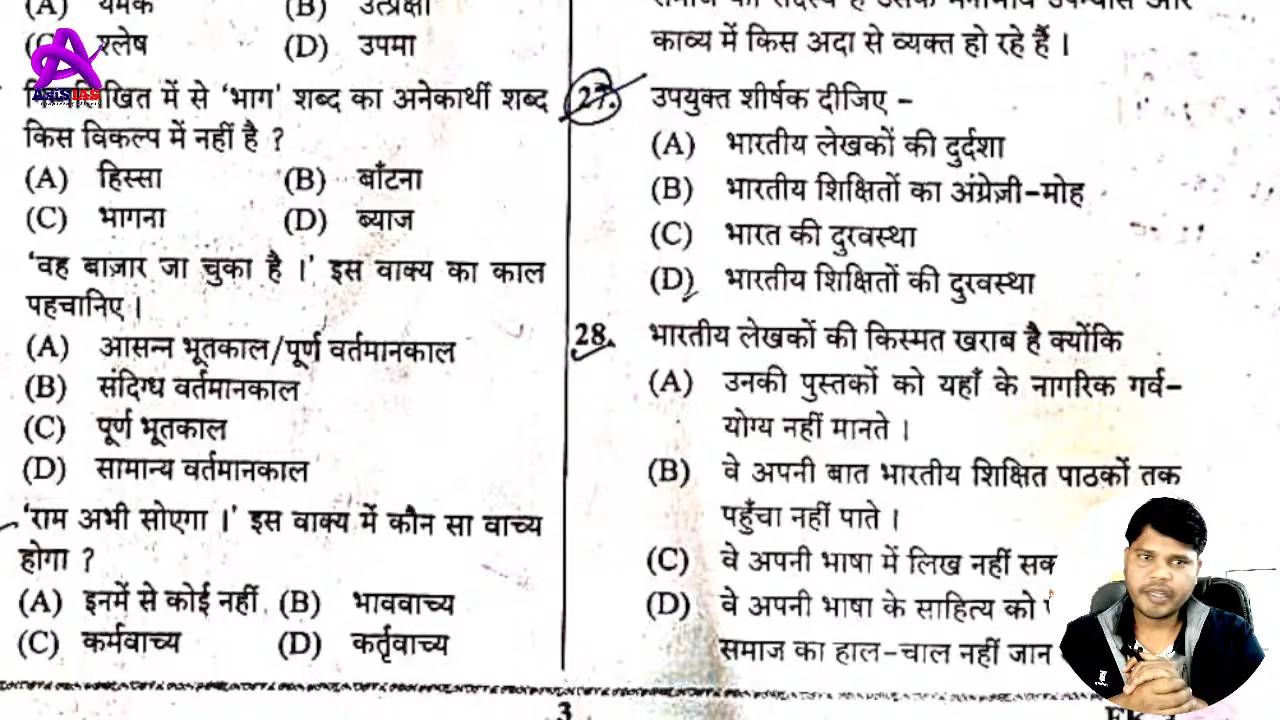 (A) यमक (B) उत्प्रेक्षा
श्लेष (D) उपमा
में से 'भाग' शब्द का अनेकार्थी शब्द
किस विकल्प में नहीं है ?
(A) हिस्सा (B) बाँटना
(C) भागना (D) ब्याज
'वह बाज़ार जा चुका है ।' इस वाक्य का काल
पहचानिए ।
(A) आसन्न भूतकाल/पूर्ण वर्तमानकाल
(B) संदिग्ध वर्तमानकाल
(C) पूर्ण भूतकाल
(D) सामान्य वर्तमानकाल
'राम अभी सोएगा ।' इस वाक्य में कौन सा वाच्य
होगा ?
(A) इनमें से कोई नहीं (B) भाववाच्य
(C) कर्मवाच्य (D) कर्तृवाच्य
काव्य में किस अदा से व्यक्त हो रहे हैं ।
27. उपयुक्त शीर्षक दीजिए –
(A) भारतीय लेखकों की दुर्दशा
(B) भारतीय शिक्षितों का अंग्रेज़ी-मोह
(C) भारत की दुरवस्था
(D) भारतीय शिक्षितों की दुरवस्था
28. भारतीय लेखकों की किस्मत खराब है क्योंकि
(A) उनकी पुस्तकों को यहाँ के नागरिक गर्व-
योग्य नहीं मानते ।
(B) वे अपनी बात भारतीय शिक्षित पाठकों तक
पहुँचा नहीं पाते ।
(C) वे अपनी भाषा में लिख नहीं
(D) वे अपनी भाषा के साहित्य को
समाज का हाल-चाल नहीं जान
3